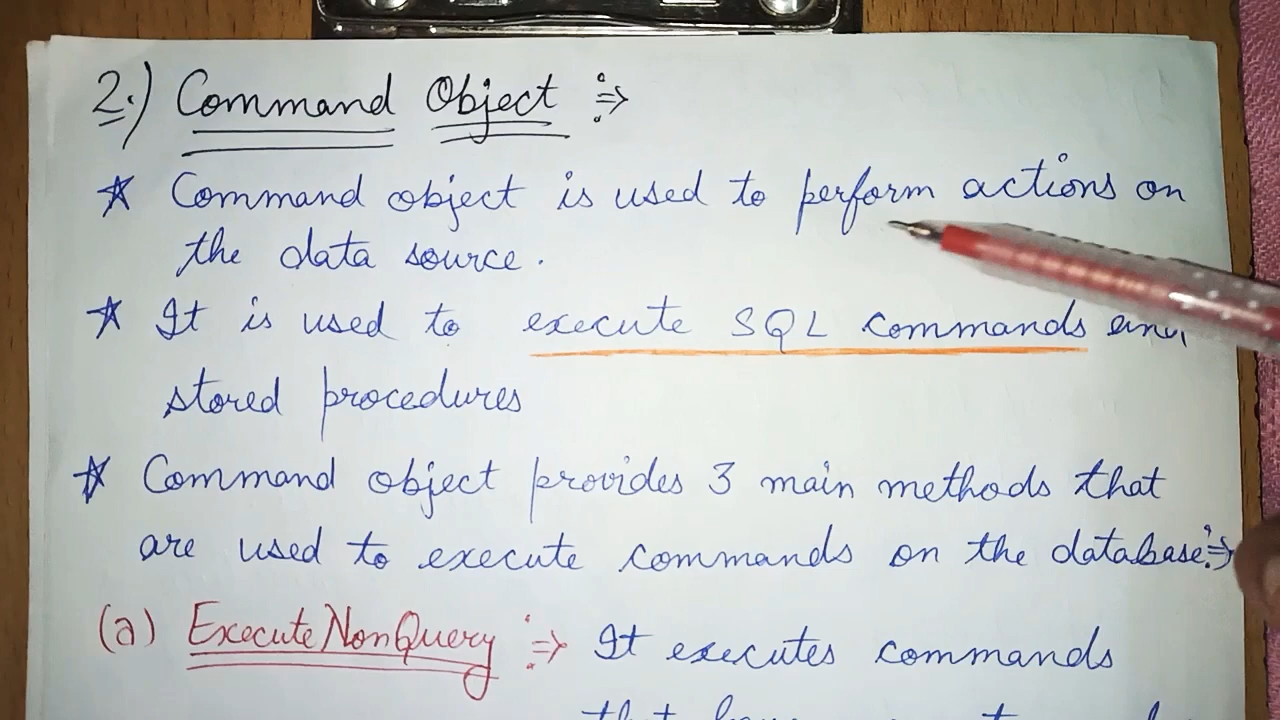 2.) Command Object :⇒
☆ Command object is used to perform actions on
the data source.
☆ It is used to execute SQL commands and
stored procedures
☆ Command object provides 3 main methods that
are used to execute commands on the database:⇒
(a) ExecuteNonQuery :⇒ It executes commands
that have